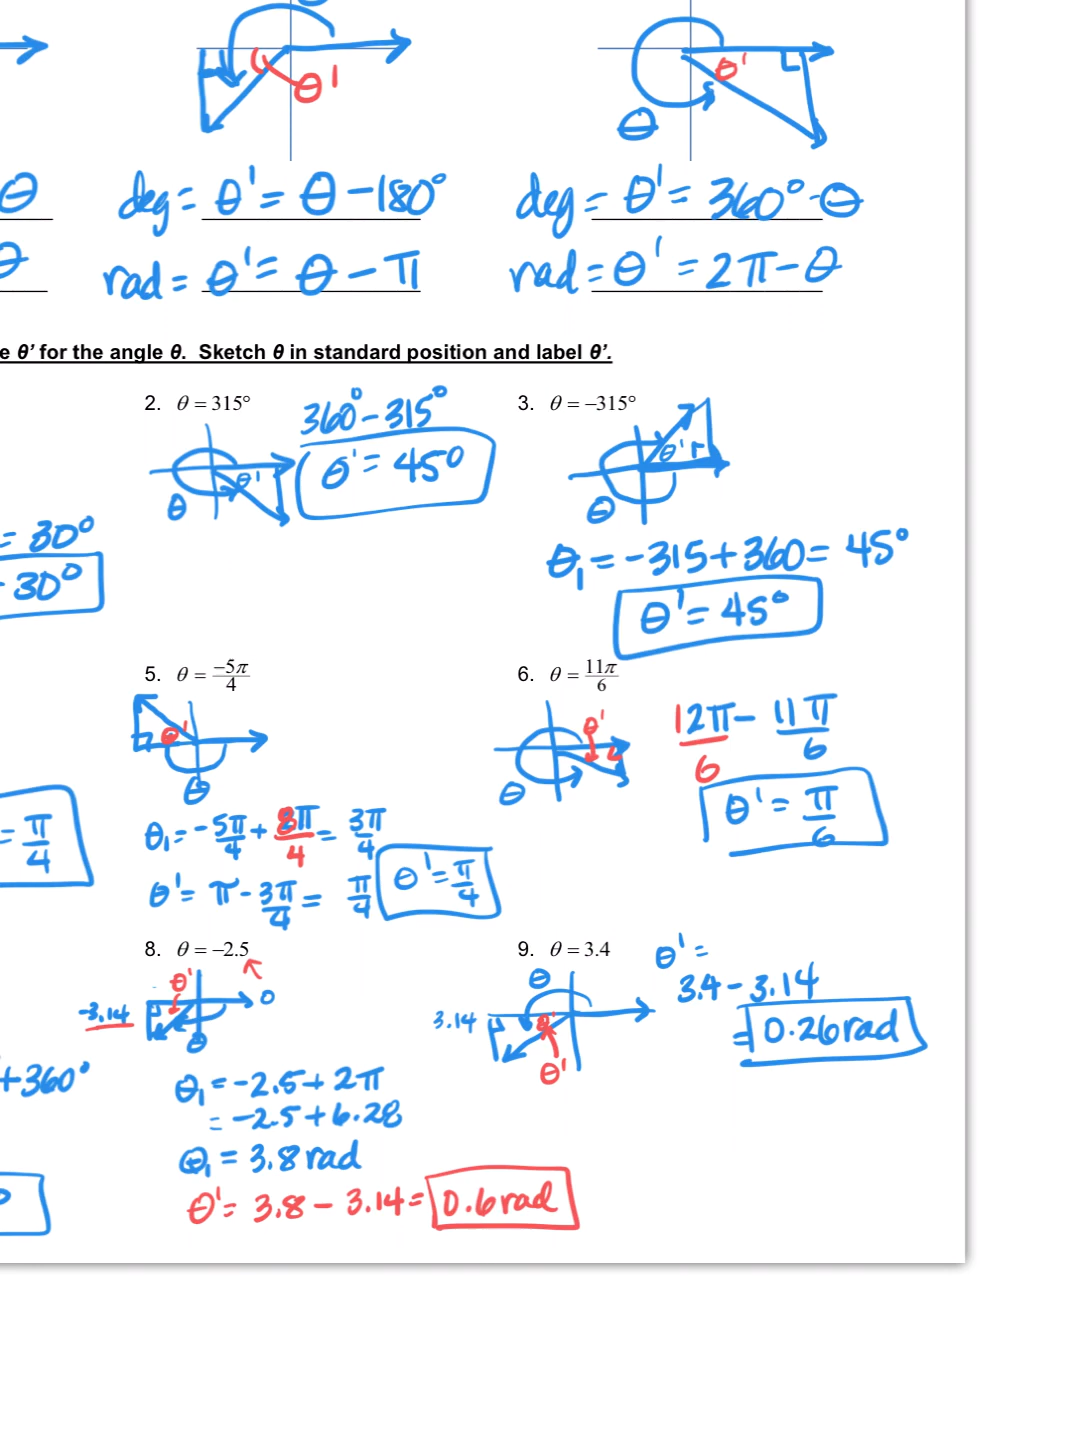 θ
θ'
θ
θ'
θ
deg = θ' = θ - 180°
deg = θ' = 360° - θ
θ
rad = θ' = θ - π
rad = θ' = 2π - θ
e θ' for the angle θ. Sketch θ in standard position and label θ'.
2. θ = 315°
360° - 315°
θ' = 45°
θ'
θ
3. θ = -315°
θ'
θ
θ₁ = -315 + 360 = 45°
θ' = 45°
= 30°
30°
5. θ = -5π/4
θ'
θ
θ₁ = -5π/4 + 8π/4 = 3π/4
θ' = π - 3π/4 = π/4
θ' = π/4
6. θ = 11π/6
θ'
θ
12π/6 - 11π/6
θ' = π/6
= π/4
8. θ = -2.5
θ'
0
-3.14
θ
θ₁ = -2.5 + 2π
= -2.5 + 6.28
θ₁ = 3.8 rad
θ' = 3.8 - 3.14 = 0.6 rad
9. θ = 3.4
θ
3.14
θ'
θ' =
3.4 - 3.14
= 0.26 rad
+360°